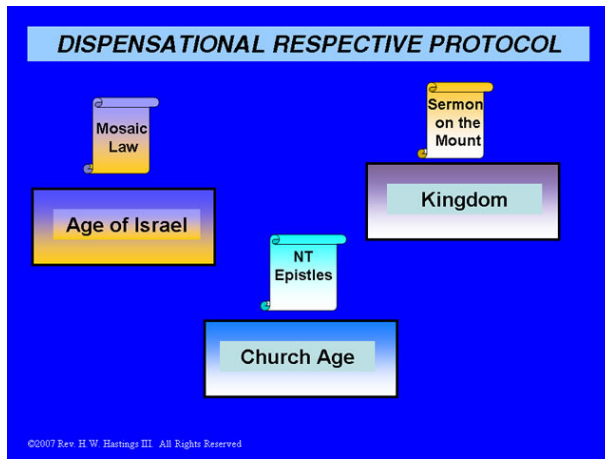 DISPENSATIONAL RESPECTIVE PROTOCOL
Mosaic
Law
Age of Israel
Sermon
on the
Mount
Kingdom
NT
Epistles
Church Age
©2007 Rev. H.W. Hastings III. All Rights Reserved